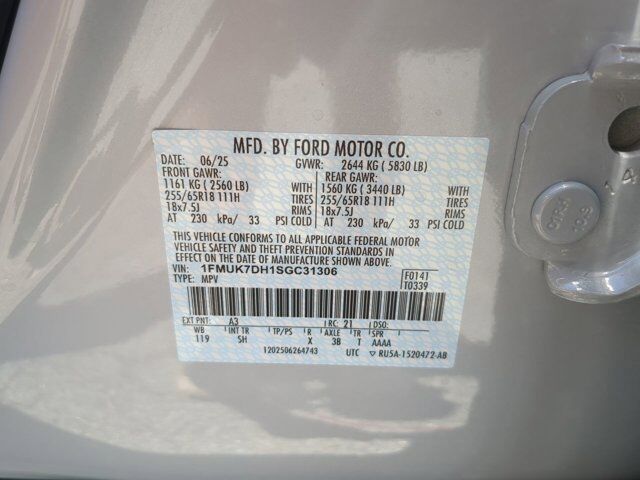 MFD. BY FORD MOTOR CO.
DATE: 06/25 GVWR: 2644 KG ( 5830 LB)
FRONT GAWR: REAR GAWR:
1161 KG ( 2560 LB) WITH 1560 KG ( 3440 LB) WITH
255/65R18 111H TIRES 255/65R18 111H TIRES
18x7.5J RIMS 18x7.5J RIMS
AT 230 kPa/ 33 PSI COLD AT 230 kPa/ 33 PSI COLD
THIS VEHICLE CONFORMS TO ALL APPLICABLE FEDERAL MOTOR
VEHICLE SAFETY AND THEFT PREVENTION STANDARDS IN EFFECT
ON THE DATE OF MANUFACTURE SHOWN ABOVE.
VIN: 1FMUK7DH1SGC31306 F0141
TYPE: MPV T0339
EXT PNT: A3 RC: 21 DSO:
WB INT TR TP/PS R AXLE TR SPR
119 SH X 3B T AAAA
1202506264743 UTC RU5A-1520472-AB
14